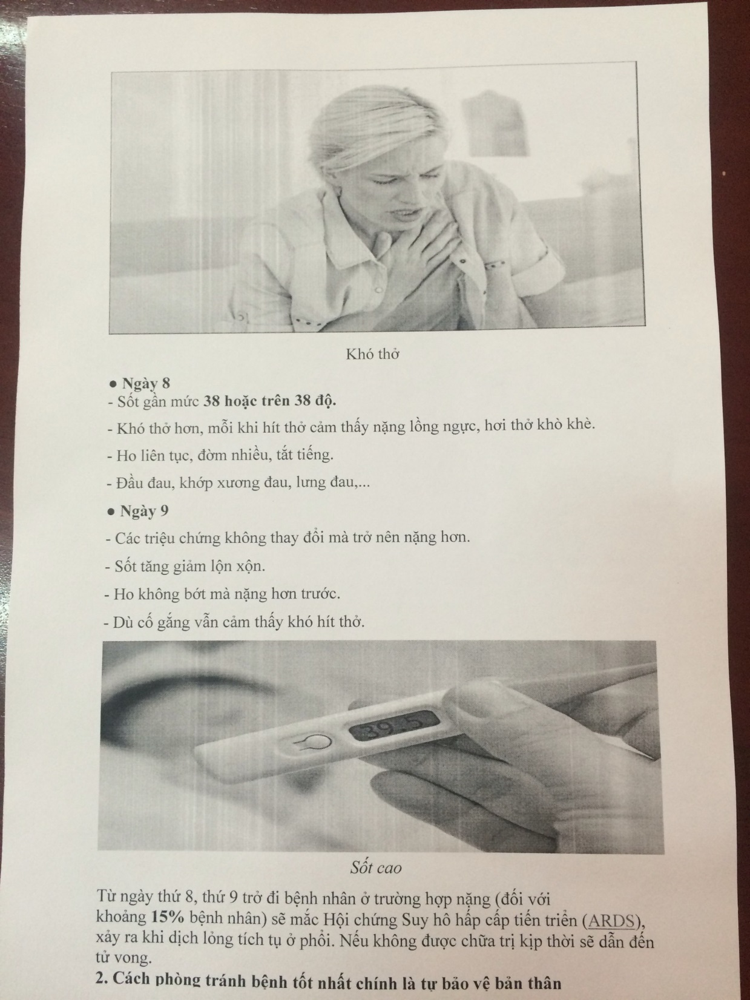 Khó thở
● Ngày 8
- Sốt gần mức 38 hoặc trên 38 độ.
- Khó thở hơn, mỗi khi hít thở cảm thấy nặng lồng ngực, hơi thở khò khè.
- Ho liên tục, đờm nhiều, tắt tiếng.
- Đầu đau, khớp xương đau, lưng đau,...
● Ngày 9
- Các triệu chứng không thay đổi mà trở nên nặng hơn.
- Sốt tăng giảm lộn xộn.
- Ho không bớt mà nặng hơn trước.
- Dù cố gắng vẫn cảm thấy khó hít thở.
39.5
Sốt cao
Từ ngày thứ 8, thứ 9 trở đi bệnh nhân ở trường hợp nặng (đối với
khoảng 15% bệnh nhân) sẽ mắc Hội chứng Suy hô hấp cấp tiến triển (ARDS),
xảy ra khi dịch lỏng tích tụ ở phổi. Nếu không được chữa trị kịp thời sẽ dẫn đến
tử vong.
2. Cách phòng tránh bệnh tốt nhất chính là tự bảo vệ bản thân